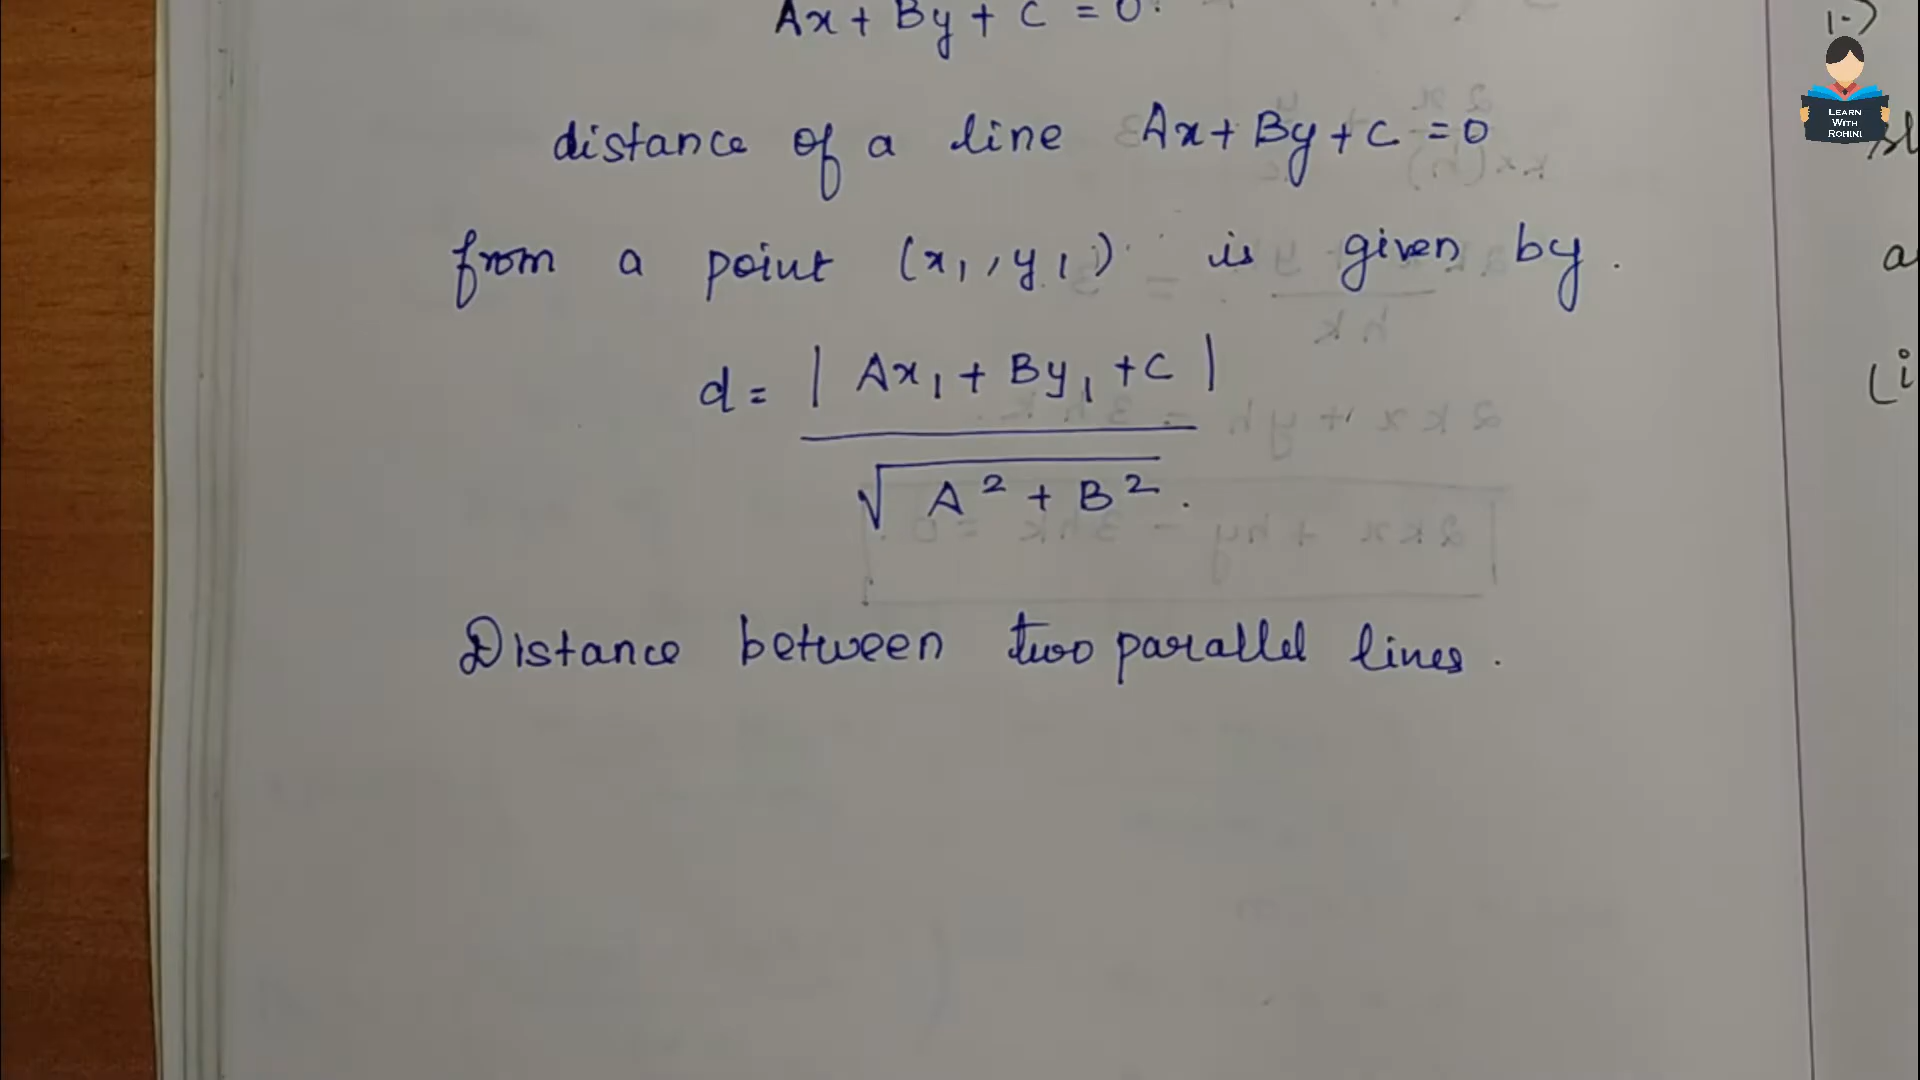 Ax + By + C = 0.
distance of a line Ax + By + C = 0
from a point (x₁, y₁) is given by.
d = | Ax₁ + By₁ + C |
√ A² + B² .
Distance between two parallel lines.
1.)
a
(i
LEARN
WITH
ROHINI